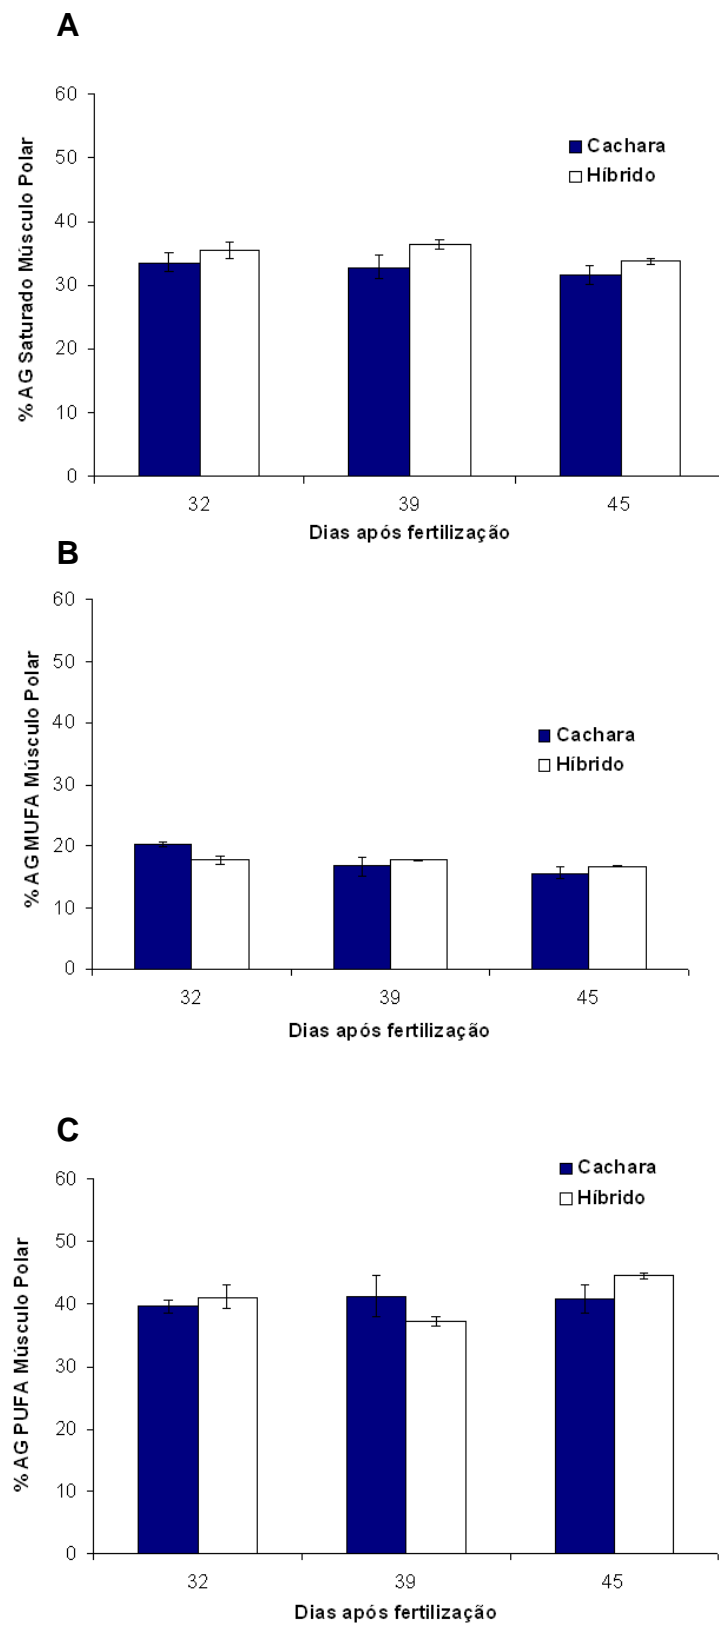 A
60
50
40
30
20
10
0
% AG Saturado Músculo Polar
Cachara
Híbrido
32 39 45
Dias após fertilização
B
60
50
40
30
20
10
0
% AG MUFA Músculo Polar
Cachara
Híbrido
32 39 45
Dias após fertilização
C
60
50
40
30
20
10
0
% AG PUFA Músculo Polar
Cachara
Híbrido
32 39 45
Dias após fertilização